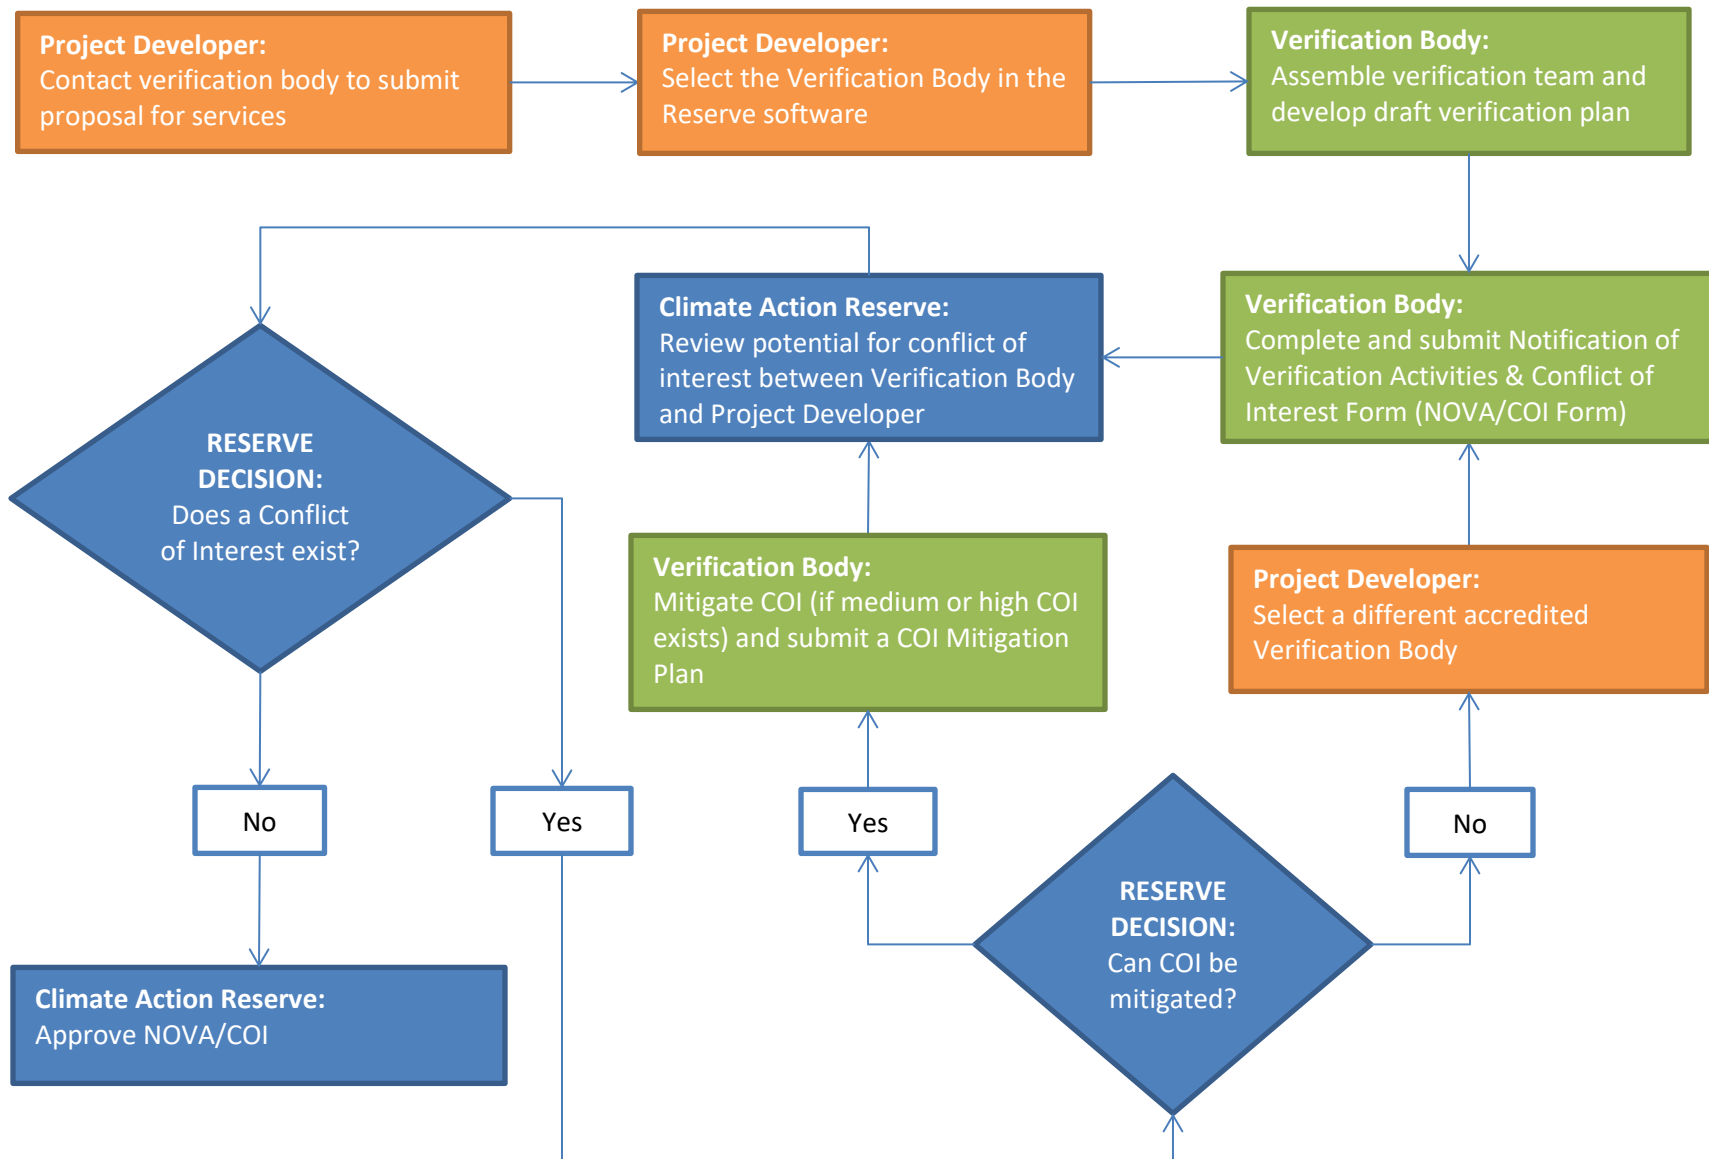 Project Developer:
Contact verification body to submit
proposal for services
Project Developer:
Select the Verification Body in the
Reserve software
Verification Body:
Assemble verification team and
develop draft verification plan
Verification Body:
Complete and submit Notification of
Verification Activities & Conflict of
Interest Form (NOVA/COI Form)
Climate Action Reserve:
Review potential for conflict of
interest between Verification Body
and Project Developer
RESERVE
DECISION:
Does a Conflict
of Interest exist?
Verification Body:
Mitigate COI (if medium or high COI
exists) and submit a COI Mitigation
Plan
Project Developer:
Select a different accredited
Verification Body
No
Yes
Yes
No
RESERVE
DECISION:
Can COI be
mitigated?
Climate Action Reserve:
Approve NOVA/COI